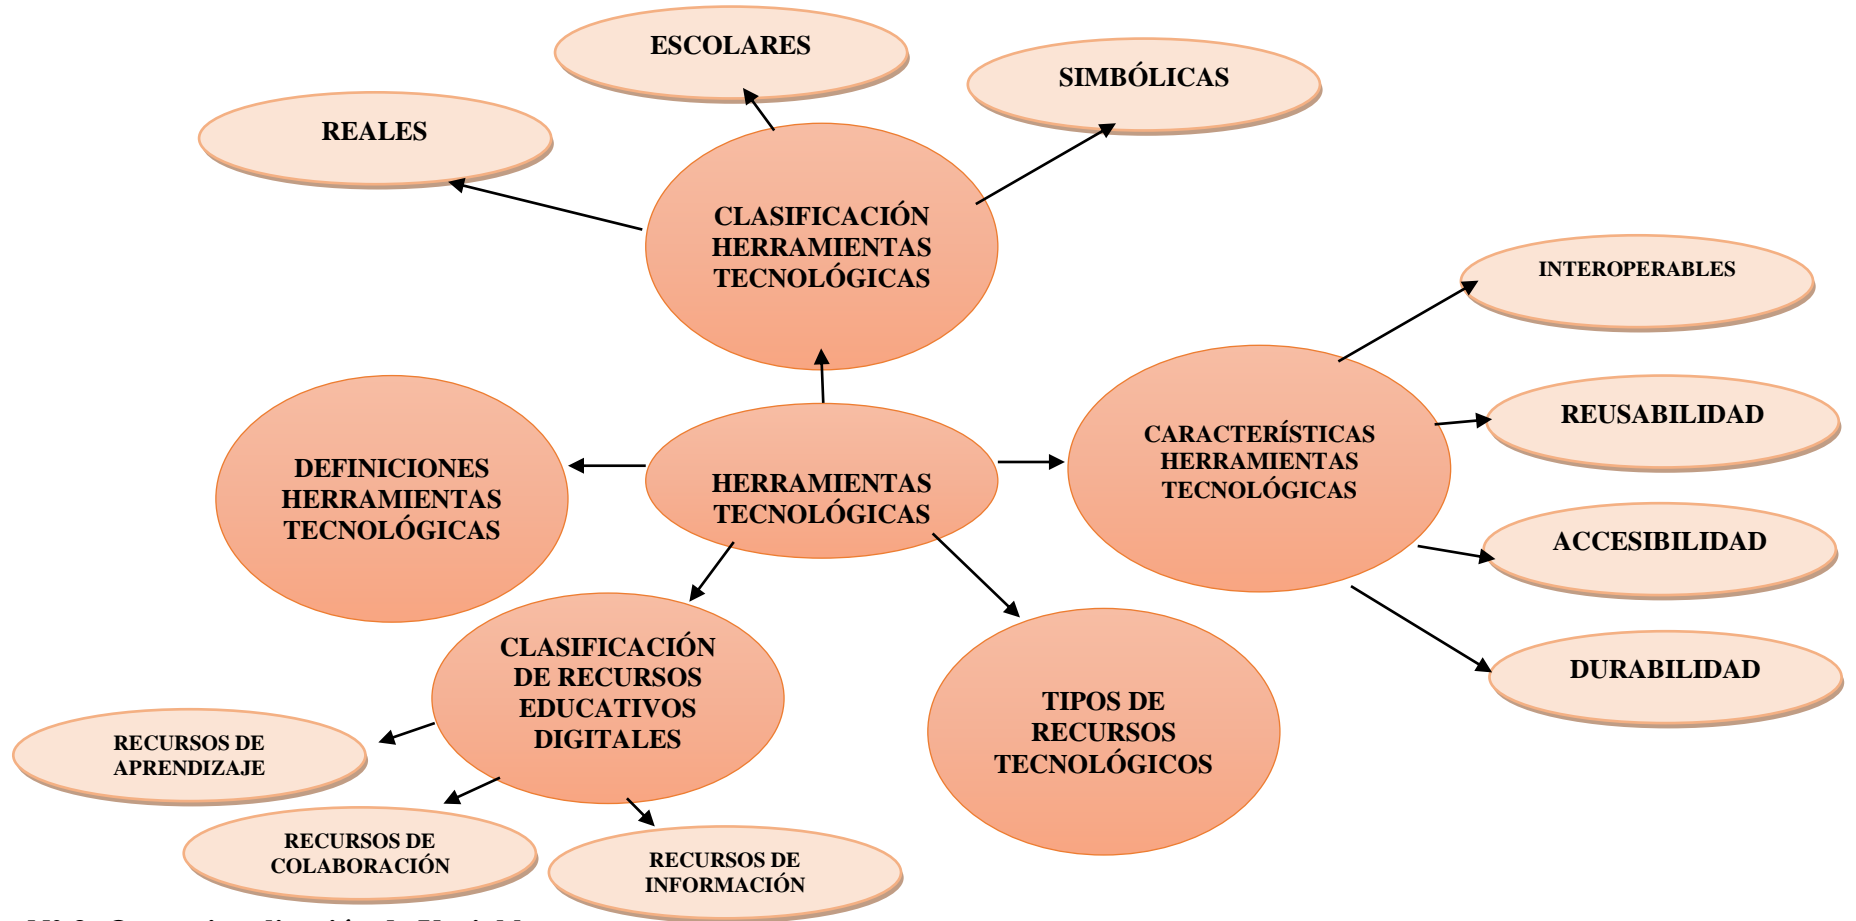 ESCOLARES
SIMBÓLICAS
REALES
CLASIFICACIÓN
HERRAMIENTAS
TECNOLÓGICAS
INTEROPERABLES
REUSABILIDAD
CARACTERÍSTICAS
HERRAMIENTAS
TECNOLÓGICAS
DEFINICIONES
HERRAMIENTAS
TECNOLÓGICAS
HERRAMIENTAS
TECNOLÓGICAS
ACCESIBILIDAD
DURABILIDAD
CLASIFICACIÓN
DE RECURSOS
EDUCATIVOS
DIGITALES
TIPOS DE
RECURSOS
TECNOLÓGICOS
RECURSOS DE
APRENDIZAJE
RECURSOS DE
COLABORACIÓN
RECURSOS DE
INFORMACIÓN